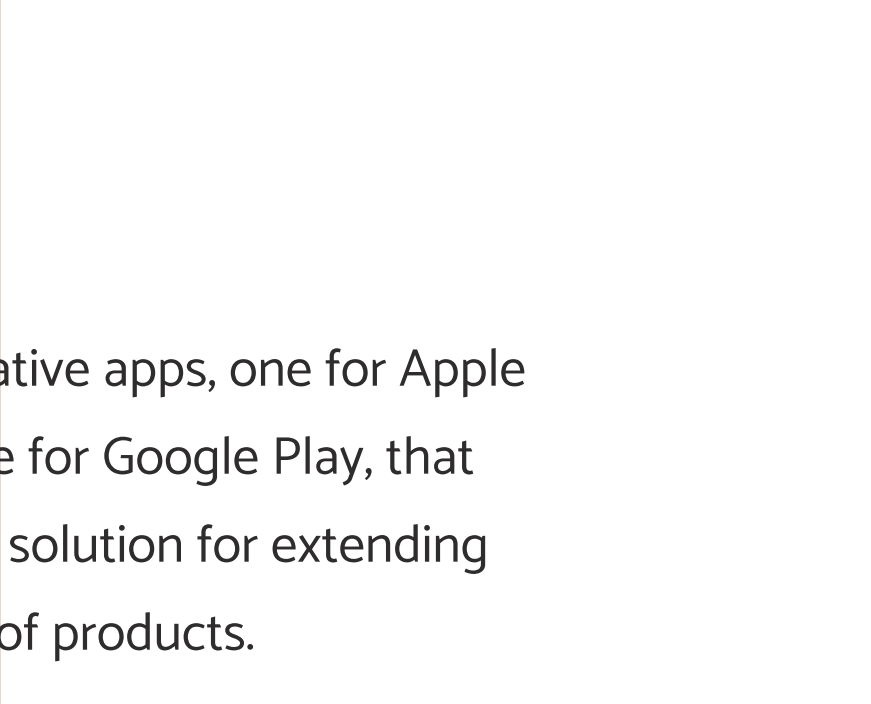 ative apps, one for Apple
e for Google Play, that
solution for extending
of products.